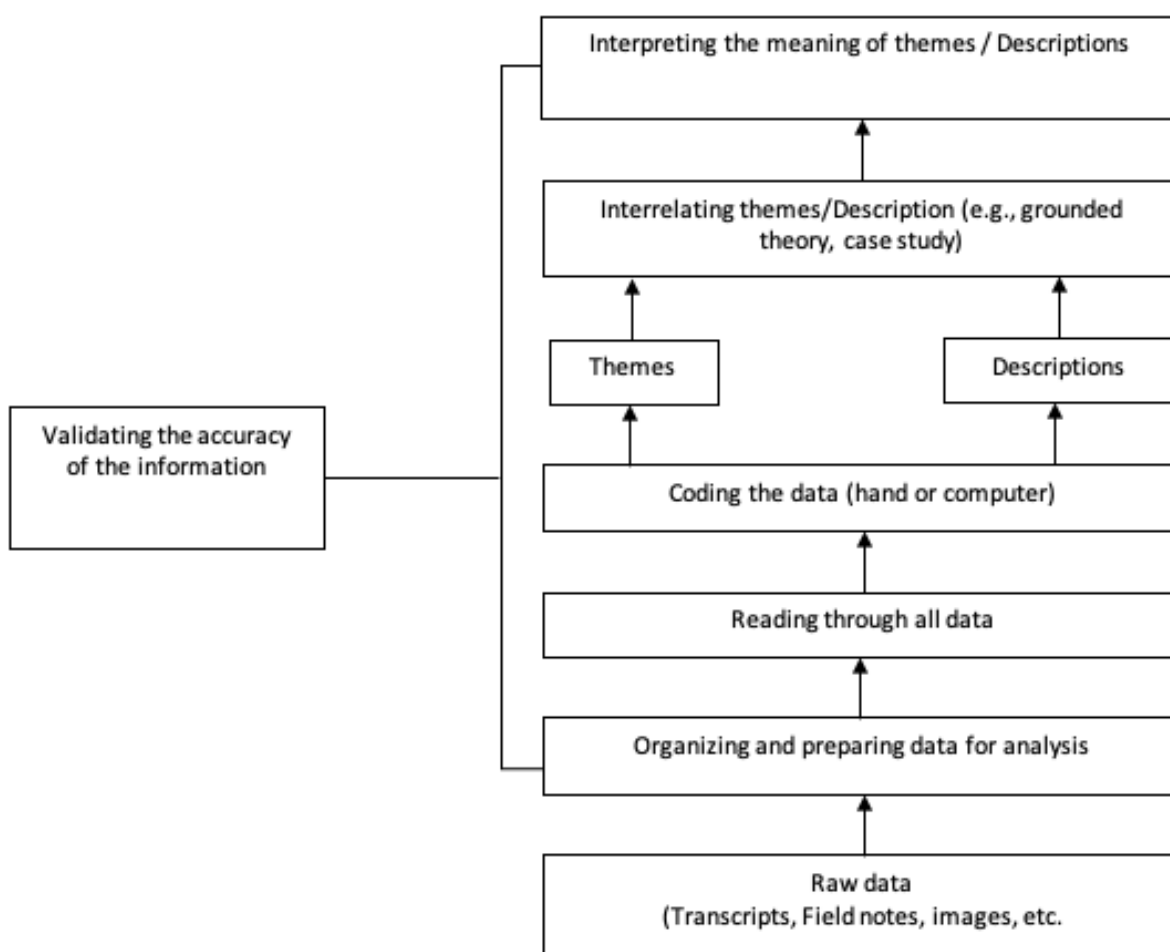 Interpreting the meaning of themes / Descriptions
Interrelating themes/Description (e.g., grounded
theory, case study)
Themes
Descriptions
Validating the accuracy
of the information
Coding the data (hand or computer)
Reading through all data
Organizing and preparing data for analysis
Raw data
(Transcripts, Field notes, images, etc.